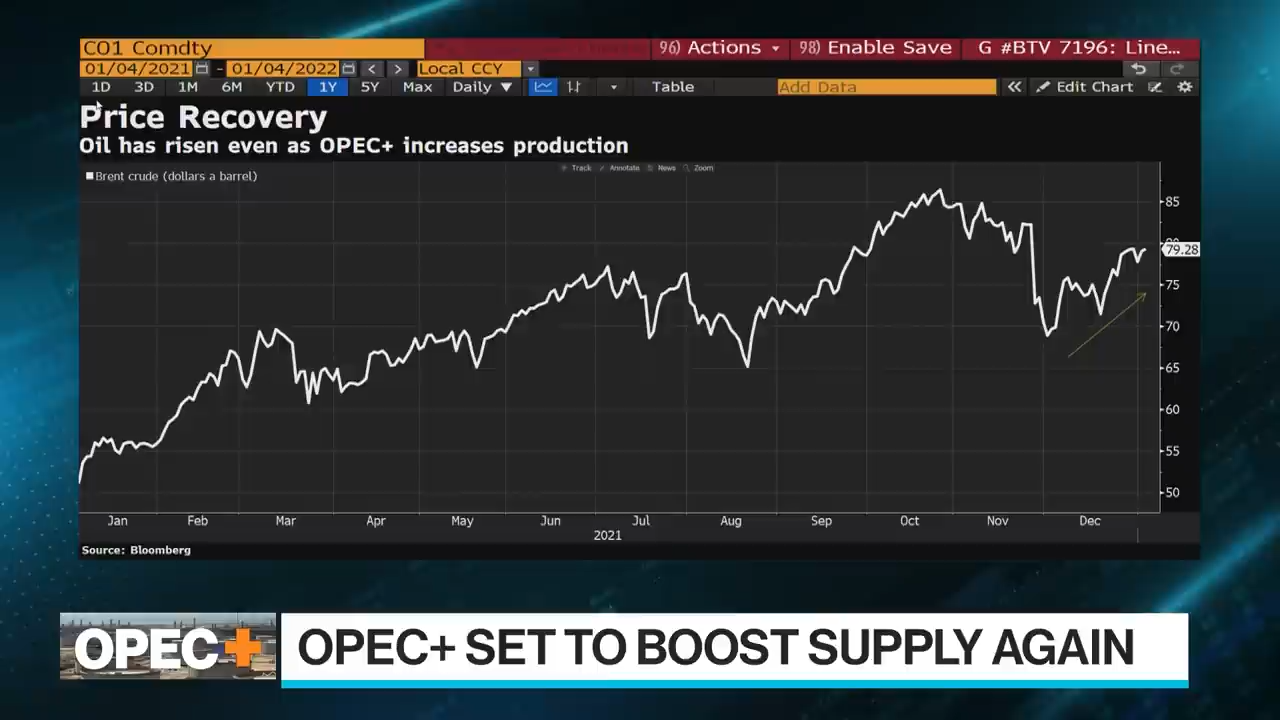 CO1 Comdty
96) Actions
98) Enable Save
G #BTV 7196: Line...
01/04/2021 - 01/04/2022 < > Local CCY
1D 3D 1M 6M YTD 1Y 5Y Max Daily ▼ Table Add Data « Edit Chart
Price Recovery
Oil has risen even as OPEC+ increases production
Track Annotate News Zoom
Brent crude (dollars a barrel)
85
80
79.28
75
70
65
60
55
50
Jan Feb Mar Apr May Jun Jul Aug Sep Oct Nov Dec
2021
Source: Bloomberg
OPEC+
OPEC+ SET TO BOOST SUPPLY AGAIN